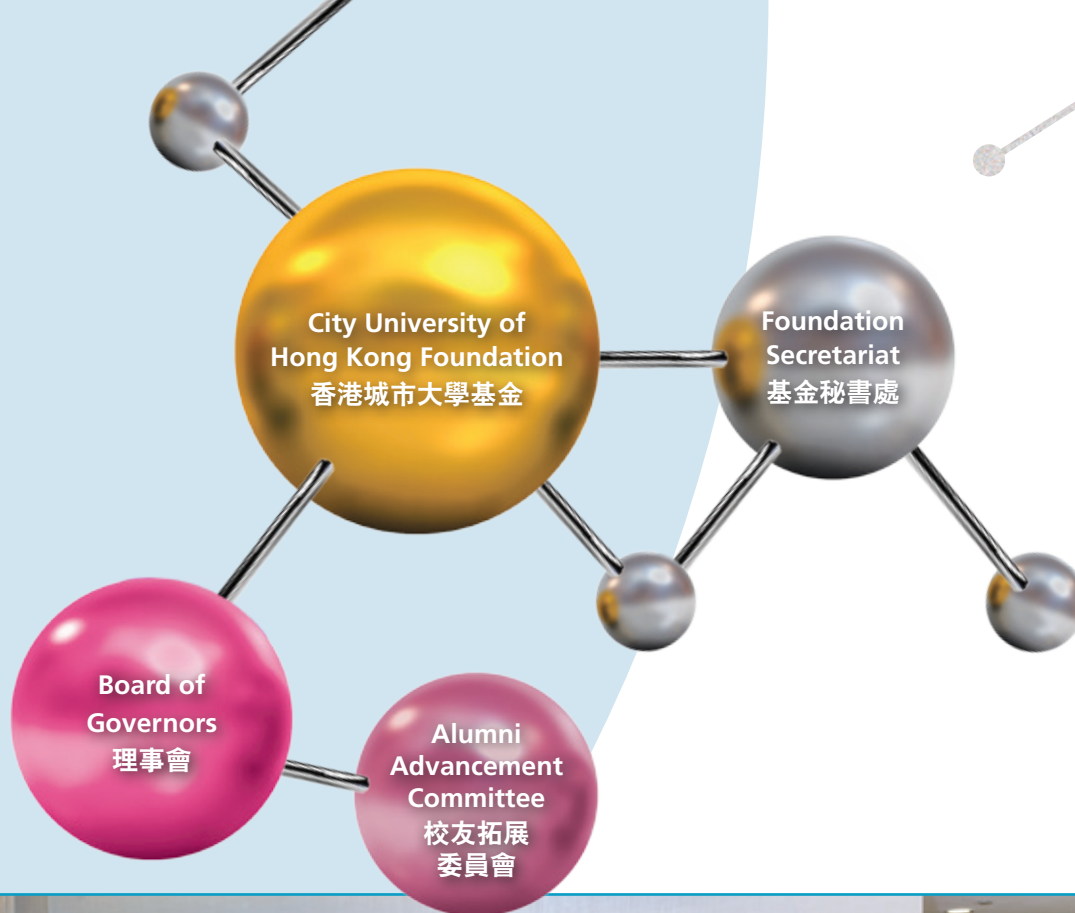 City University of
Hong Kong Foundation
香港城市大學基金
Foundation
Secretariat
基金秘書處
Board of
Governors
理事會
Alumni
Advancement
Committee
校友拓展
委員會